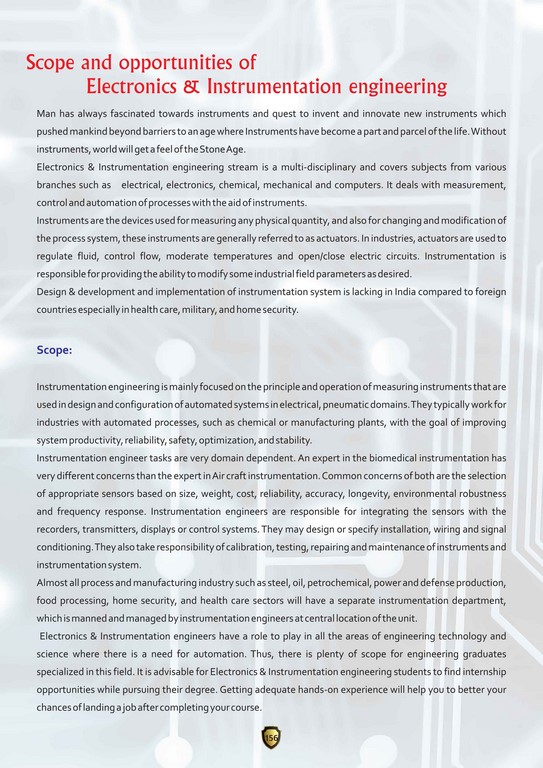 Scope and opportunities of
Electronics & Instrumentation engineering
Man has always fascinated towards instruments and quest to invent and innovate new instruments which
pushed mankind beyond barriers to an age where Instruments have become a part and parcel of the life. Without
instruments, world will get a feel of the Stone Age.
Electronics & Instrumentation engineering stream is a multi-disciplinary and covers subjects from various
branches such as electrical, electronics, chemical, mechanical and computers. It deals with measurement,
control and automation of processes with the aid of instruments.
Instruments are the devices used for measuring any physical quantity, and also for changing and modification of
the process system, these instruments are generally referred to as actuators. In industries, actuators are used to
regulate fluid, control flow, moderate temperatures and open/close electric circuits. Instrumentation is
responsible for providing the ability to modify some industrial field parameters as desired.
Design & development and implementation of instrumentation system is lacking in India compared to foreign
countries especially in health care, military, and home security.
Scope:
Instrumentation engineering is mainly focused on the principle and operation of measuring instruments that are
used in design and configuration of automated systems in electrical, pneumatic domains. They typically work for
industries with automated processes, such as chemical or manufacturing plants, with the goal of improving
system productivity, reliability, safety, optimization, and stability.
Instrumentation engineer tasks are very domain dependent. An expert in the biomedical instrumentation has
very different concerns than the expert in Air craft instrumentation. Common concerns of both are the selection
of appropriate sensors based on size, weight, cost, reliability, accuracy, longevity, environmental robustness
and frequency response. Instrumentation engineers are responsible for integrating the sensors with the
recorders, transmitters, displays or control systems. They may design or specify installation, wiring and signal
conditioning. They also take responsibility of calibration, testing, repairing and maintenance of instruments and
instrumentation system.
Almost all process and manufacturing industry such as steel, oil, petrochemical, power and defense production,
food processing, home security, and health care sectors will have a separate instrumentation department,
which is manned and managed by instrumentation engineers at central location of the unit.
Electronics & Instrumentation engineers have a role to play in all the areas of engineering technology and
science where there is a need for automation. Thus, there is plenty of scope for engineering graduates
specialized in this field. It is advisable for Electronics & Instrumentation engineering students to find internship
opportunities while pursuing their degree. Getting adequate hands-on experience will help you to better your
chances of landing a job after completing your course.
156